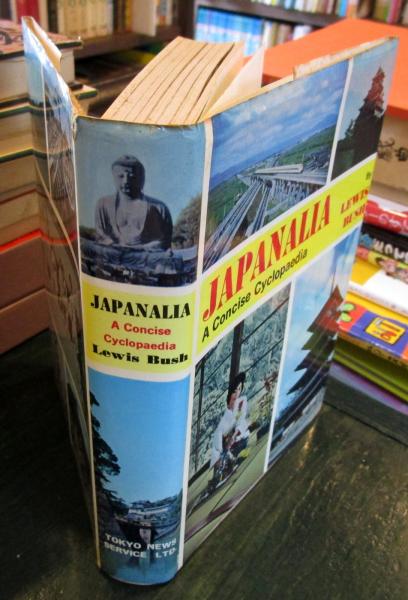 JAPANALIA
A Concise
Cyclopaedia
Lewis Bush
TOKYO NEWS
SERVICE LTD.
JAPANALIA
A Concise Cyclopaedia
by
LEWIS
BUSH